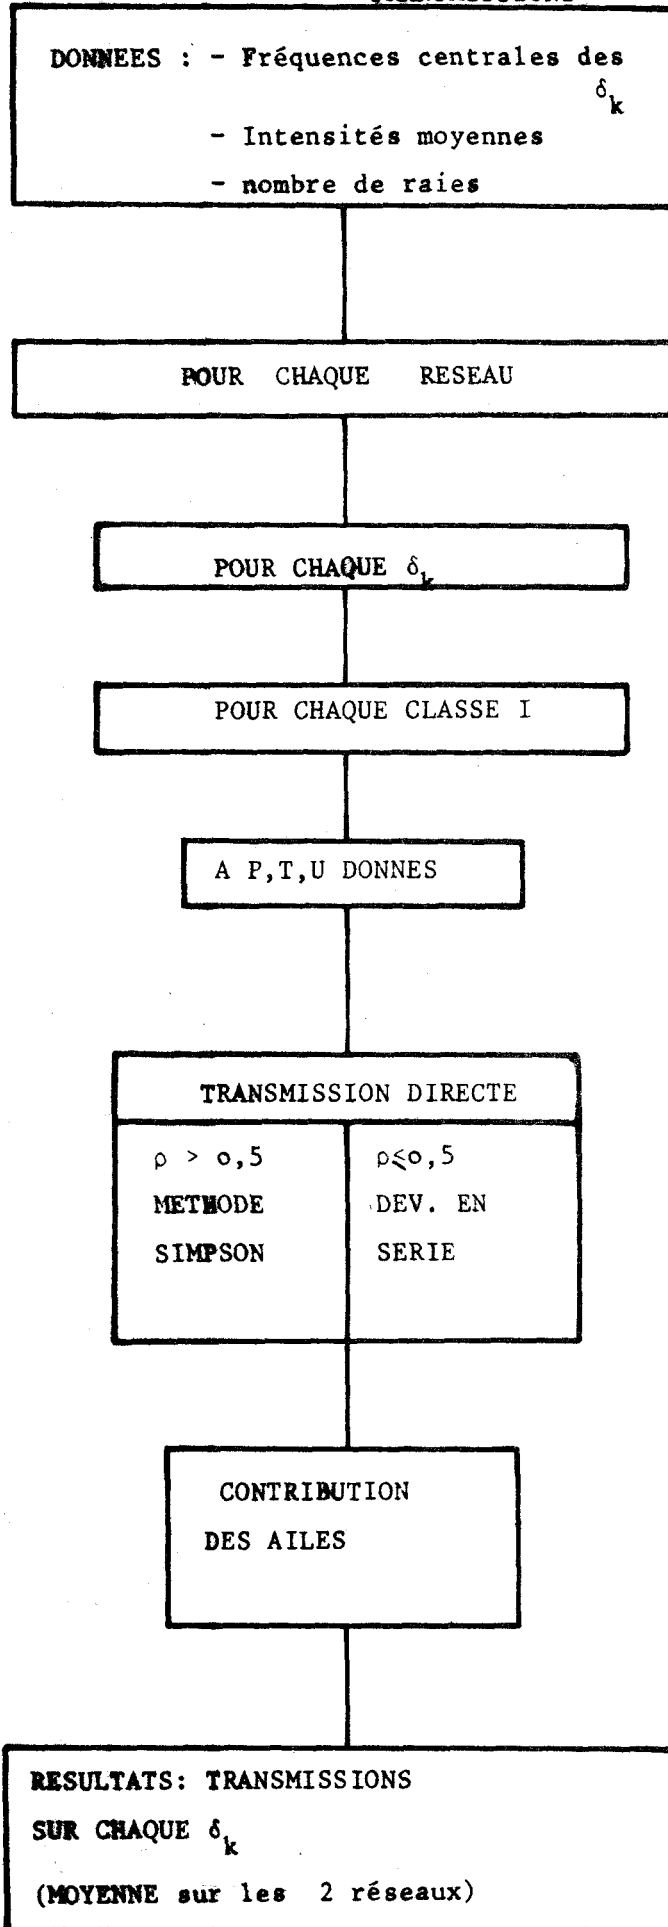 DONNEES : - Fréquences centrales des
δk
- Intensités moyennes
- nombre de raies
POUR CHAQUE RESEAU
POUR CHAQUE δk
POUR CHAQUE CLASSE I
A P,T,U DONNES
TRANSMISSION DIRECTE
ρ > o,5
METHODE
SIMPSON
ρ⩽o,5
DEV. EN
SERIE
CONTRIBUTION
DES AILES
RESULTATS: TRANSMISSIONS
SUR CHAQUE δk
(MOYENNE sur les 2 réseaux)